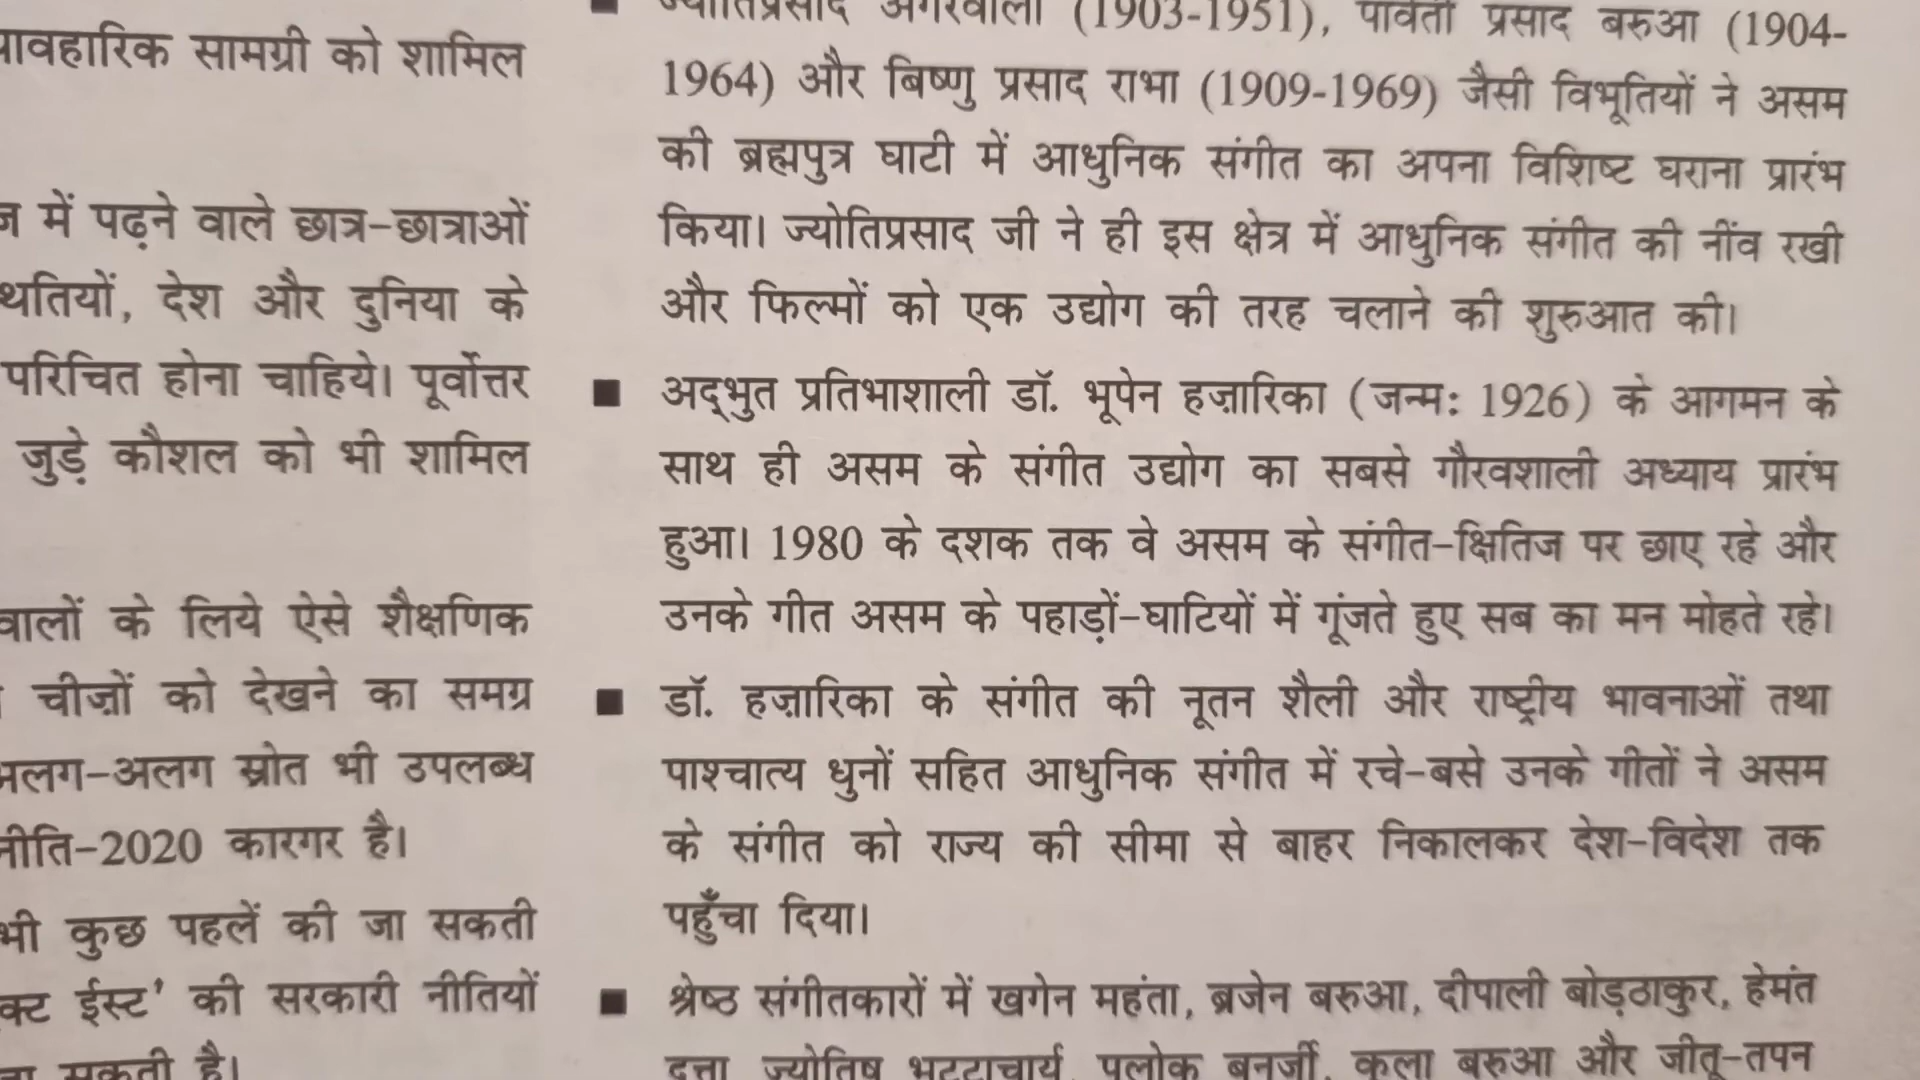 यावहारिक सामग्री को शामिल
ज में पढ़ने वाले छात्र-छात्राओं
थतियों, देश और दुनिया के
परिचित होना चाहिये। पूर्वोत्तर
जुड़े कौशल को भी शामिल
वालों के लिये ऐसे शैक्षणिक
चीज़ों को देखने का समग्र
अलग-अलग स्रोत भी उपलब्ध
नीति-2020 कारगर है।
भी कुछ पहलें की जा सकती
क्ट ईस्ट' की सरकारी नीतियों
सकती है।
■ ज्योतिप्रसाद अगरवाला (1903-1951), पार्वती प्रसाद बरुआ (1904-
1964) और बिष्णु प्रसाद राभा (1909-1969) जैसी विभूतियों ने असम
की ब्रह्मपुत्र घाटी में आधुनिक संगीत का अपना विशिष्ट घराना प्रारंभ
किया। ज्योतिप्रसाद जी ने ही इस क्षेत्र में आधुनिक संगीत की नींव रखी
और फिल्मों को एक उद्योग की तरह चलाने की शुरुआत की।
■ अद्‌भुत प्रतिभाशाली डॉ. भूपेन हज़ारिका (जन्म: 1926) के आगमन के
साथ ही असम के संगीत उद्योग का सबसे गौरवशाली अध्याय प्रारंभ
हुआ। 1980 के दशक तक वे असम के संगीत-क्षितिज पर छाए रहे और
उनके गीत असम के पहाड़ों-घाटियों में गूंजते हुए सब का मन मोहते रहे।
■ डॉ. हज़ारिका के संगीत की नूतन शैली और राष्ट्रीय भावनाओं तथा
पाश्चात्य धुनों सहित आधुनिक संगीत में रचे-बसे उनके गीतों ने असम
के संगीत को राज्य की सीमा से बाहर निकालकर देश-विदेश तक
पहुँचा दिया।
■ श्रेष्ठ संगीतकारों में खगेन महंता, ब्रजेन बरुआ, दीपाली बोड़ठाकुर, हेमंत
दत्ता, ज्योतिष भट्टाचार्य, पुलोक बनर्जी, कला बरुआ और जीतू-तपन